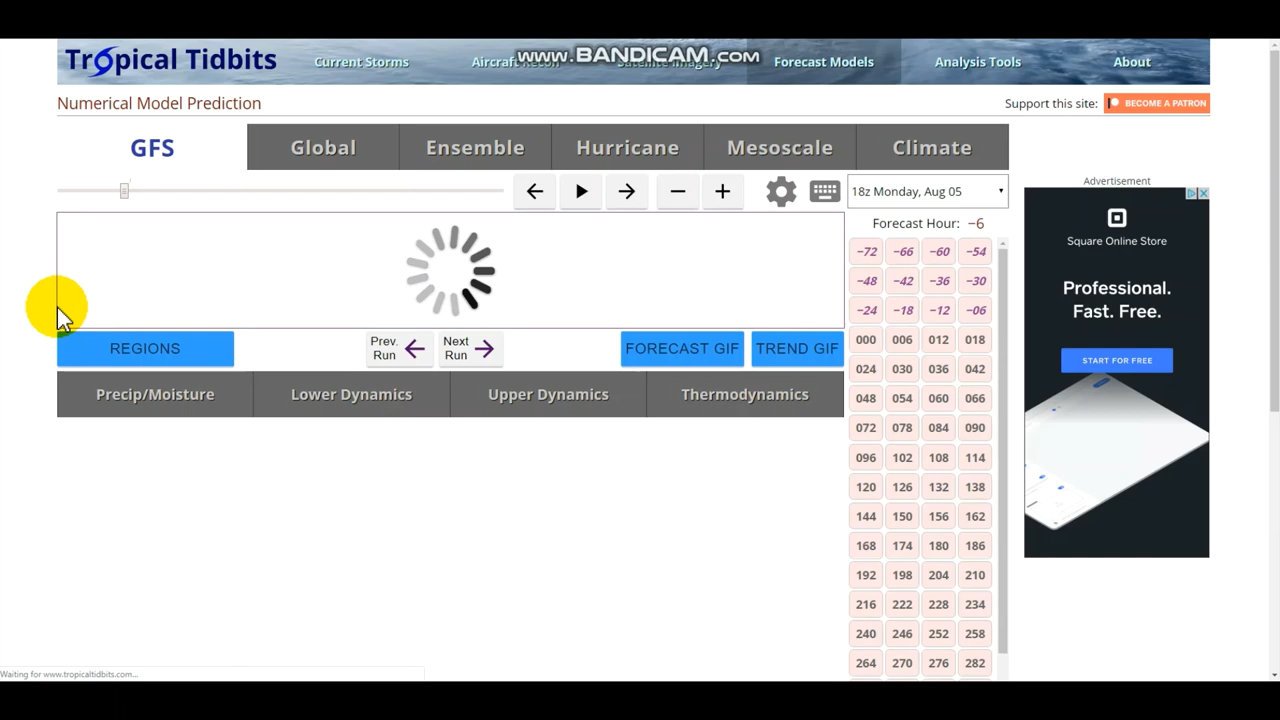 Tropical Tidbits
www.BANDICAM.com
Current Storms
Aircraft Recon
Satellite Imagery
Forecast Models
Analysis Tools
About
Numerical Model Prediction
Support this site:
BECOME A PATRON
GFS
Global
Ensemble
Hurricane
Mesoscale
Climate
18z Monday, Aug 05
Forecast Hour: −6
−72 −66 −60 −54
−48 −42 −36 −30
−24 −18 −12 −06
000 006 012 018
024 030 036 042
048 054 060 066
072 078 084 090
096 102 108 114
120 126 132 138
144 150 156 162
168 174 180 186
192 198 204 210
216 222 228 234
240 246 252 258
264 270 276 282
REGIONS
Prev.
Run
Next
Run
FORECAST GIF
TREND GIF
Precip/Moisture
Lower Dynamics
Upper Dynamics
Thermodynamics
Advertisement
Square Online Store
Professional.
Fast. Free.
START FOR FREE
Waiting for www.tropicaltidbits.com...